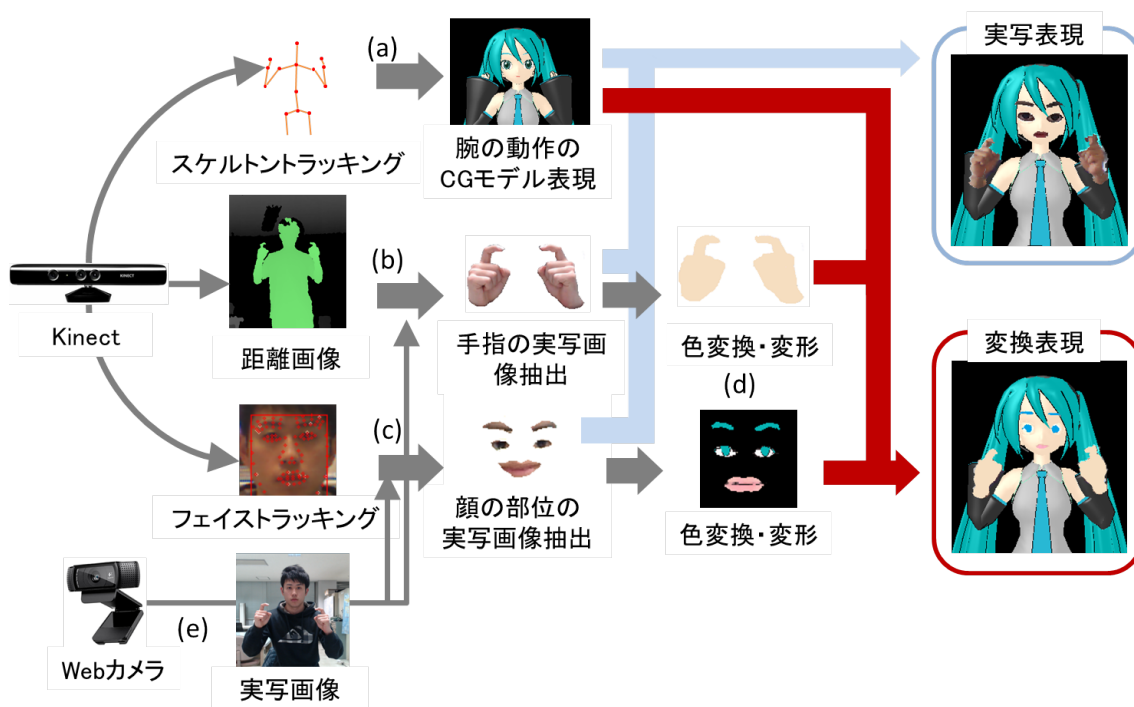 (a)
実写表現
スケルトントラッキング
腕の動作の
CGモデル表現
(b)
KINECT
Kinect
距離画像
手指の実写画
像抽出
色変換・変形
変換表現
(d)
(c)
フェイストラッキング
顔の部位の
実写画像抽出
色変換・変形
(e)
Webカメラ
実写画像